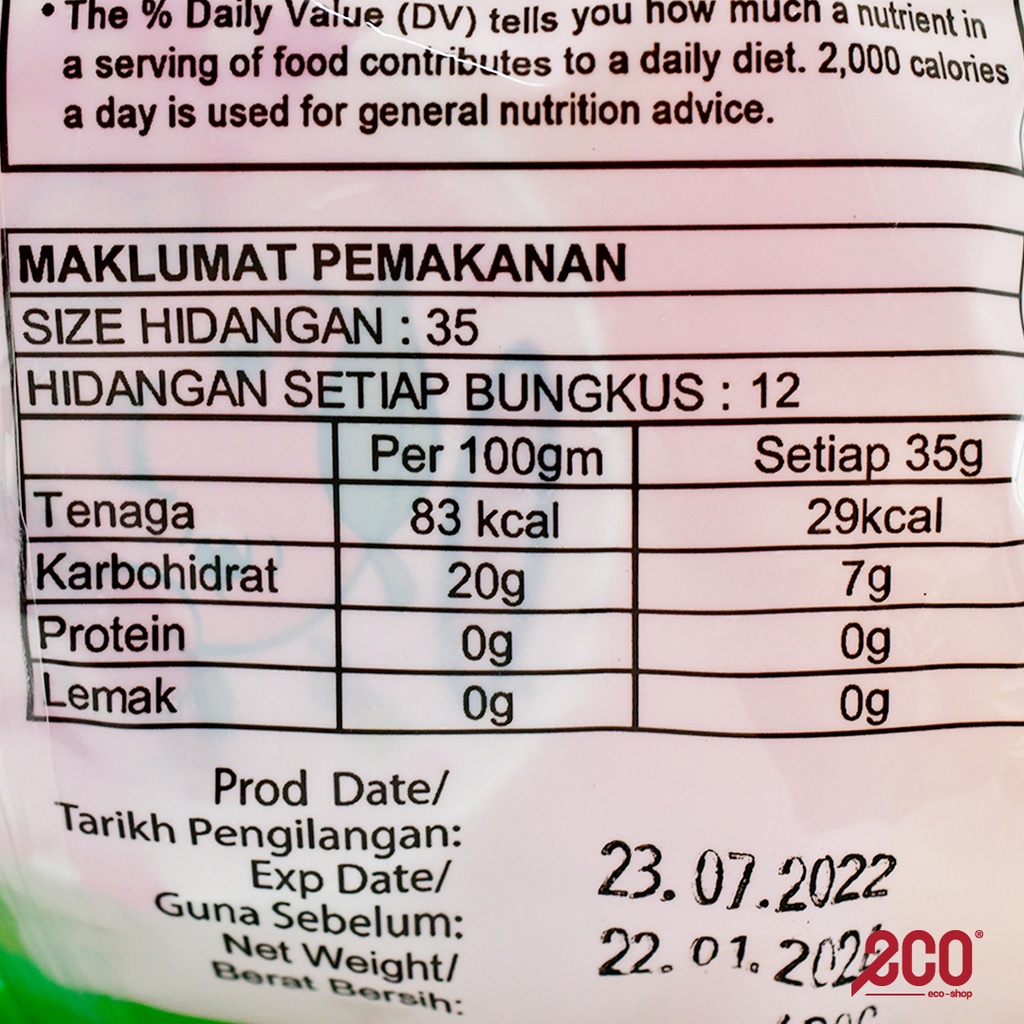 • The % Daily Value (DV) tells you how much a nutrient in
a serving of food contributes to a daily diet. 2,000 calories
a day is used for general nutrition advice.
MAKLUMAT PEMAKANAN
SIZE HIDANGAN : 35
HIDANGAN SETIAP BUNGKUS : 12
Per 100gm Setiap 35g
Tenaga 83 kcal 29kcal
Karbohidrat 20g 7g
Protein 0g 0g
Lemak 0g 0g
Prod Date/
Tarikh Pengilangan: 23.07.2022
Exp Date/
Guna Sebelum: 22.01.
Net Weight/
Berat Bersih:
eco®
eco-shop